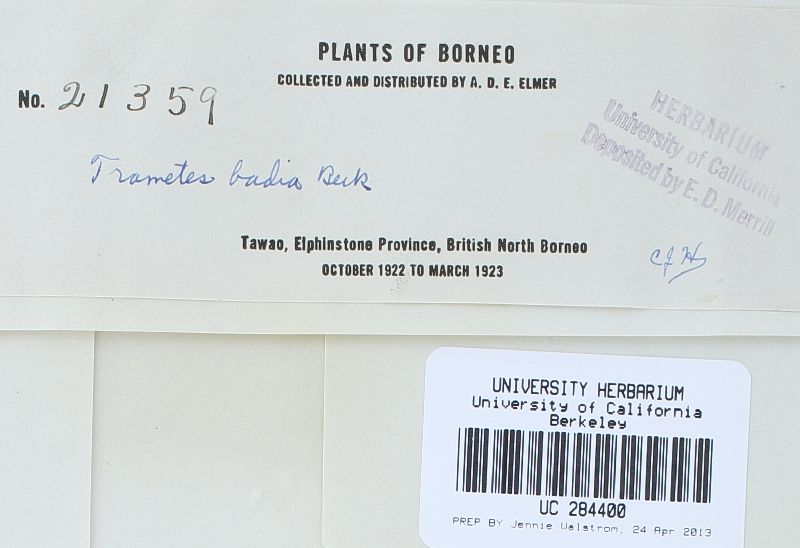 PLANTS OF BORNEO
COLLECTED AND DISTRIBUTED BY A. D. E. ELMER
No. 21359
HERBARIUM
University of California
Deposited by E. D. Merrill
Trametes badia Berk
Tawao, Elphinstone Province, British North Borneo
OCTOBER 1922 TO MARCH 1923
UNIVERSITY HERBARIUM
University of California
Berkeley
UC 284400
PREP BY Jennie Walstrom, 24 Apr 2013